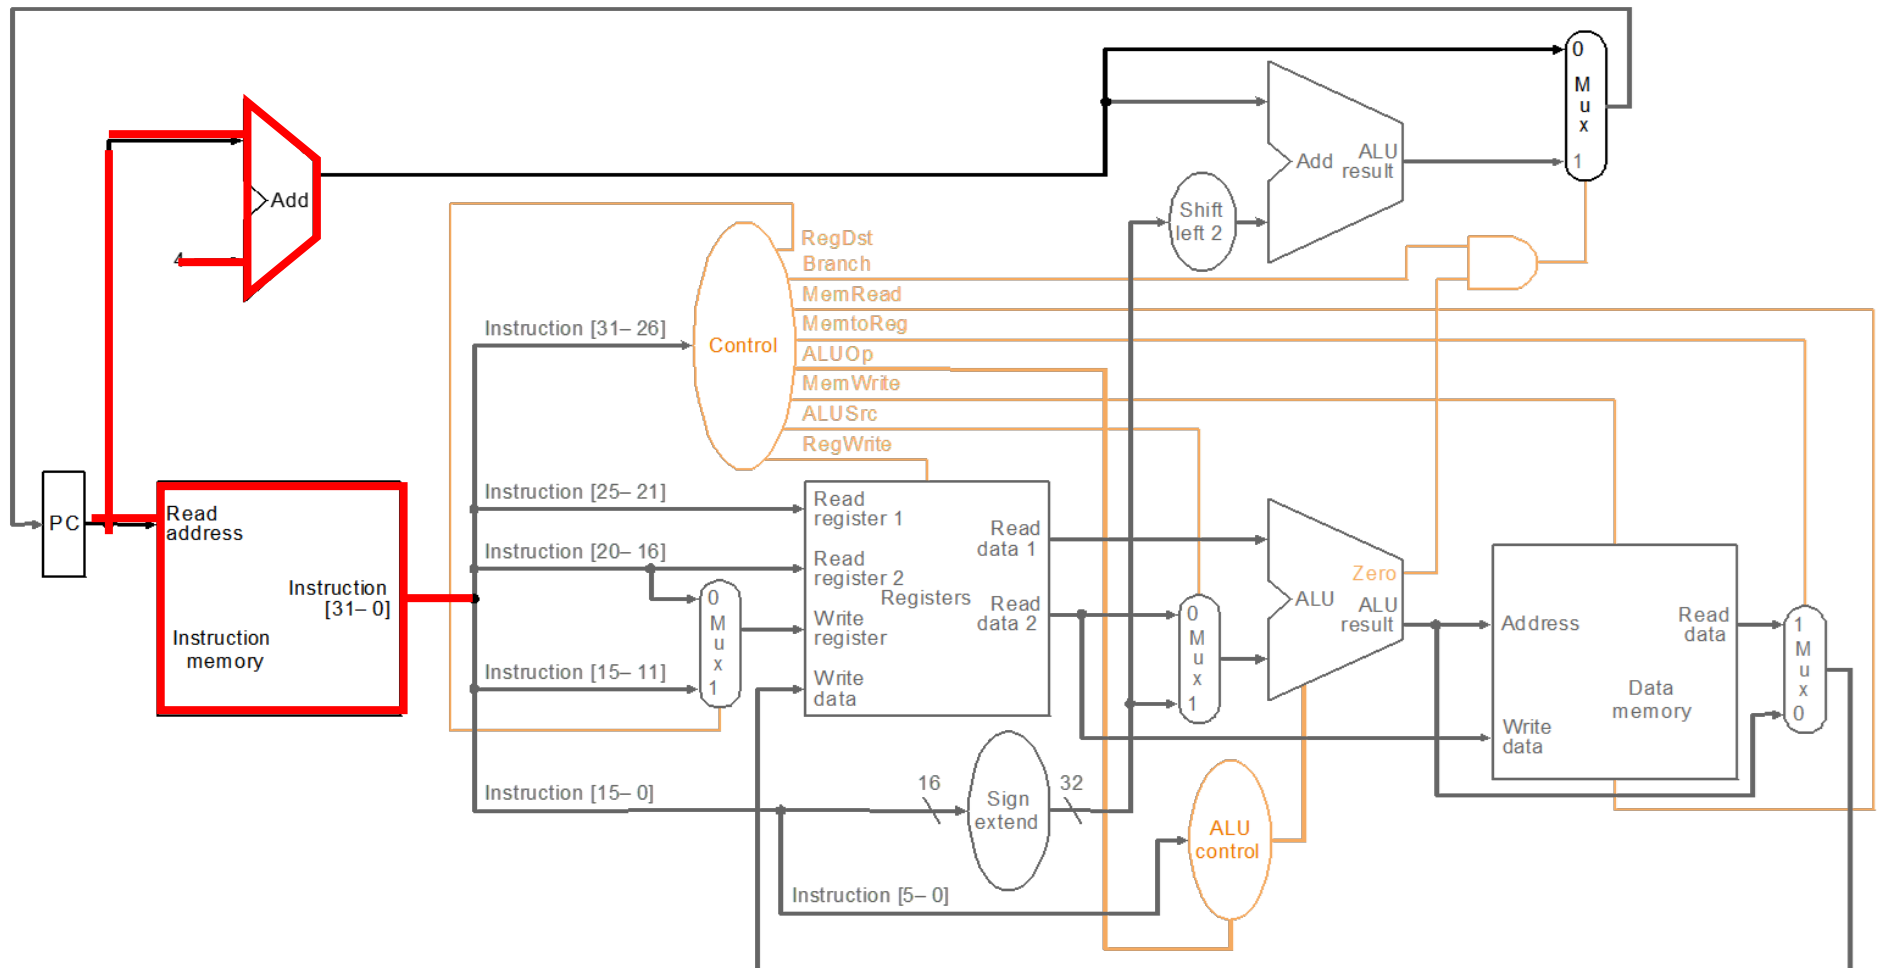 0
M
u
x
1
Add
ALU
result
Shift
left 2
Add
4
RegDst
Branch
MemRead
MemtoReg
ALUOp
MemWrite
ALUSrc
RegWrite
Control
Instruction [31–26]
PC
Read
address
Instruction
[31–0]
Instruction
memory
Instruction [25–21]
Instruction [20–16]
Instruction [15–11]
Instruction [15–0]
Instruction [5–0]
0
M
u
x
1
Read
register 1
Read
register 2
Write
register
Write
data
Registers
Read
data 1
Read
data 2
16
Sign
extend
32
0
M
u
x
1
Zero
ALU
ALU
result
ALU
control
Address
Write
data
Read
data
Data
memory
1
M
u
x
0